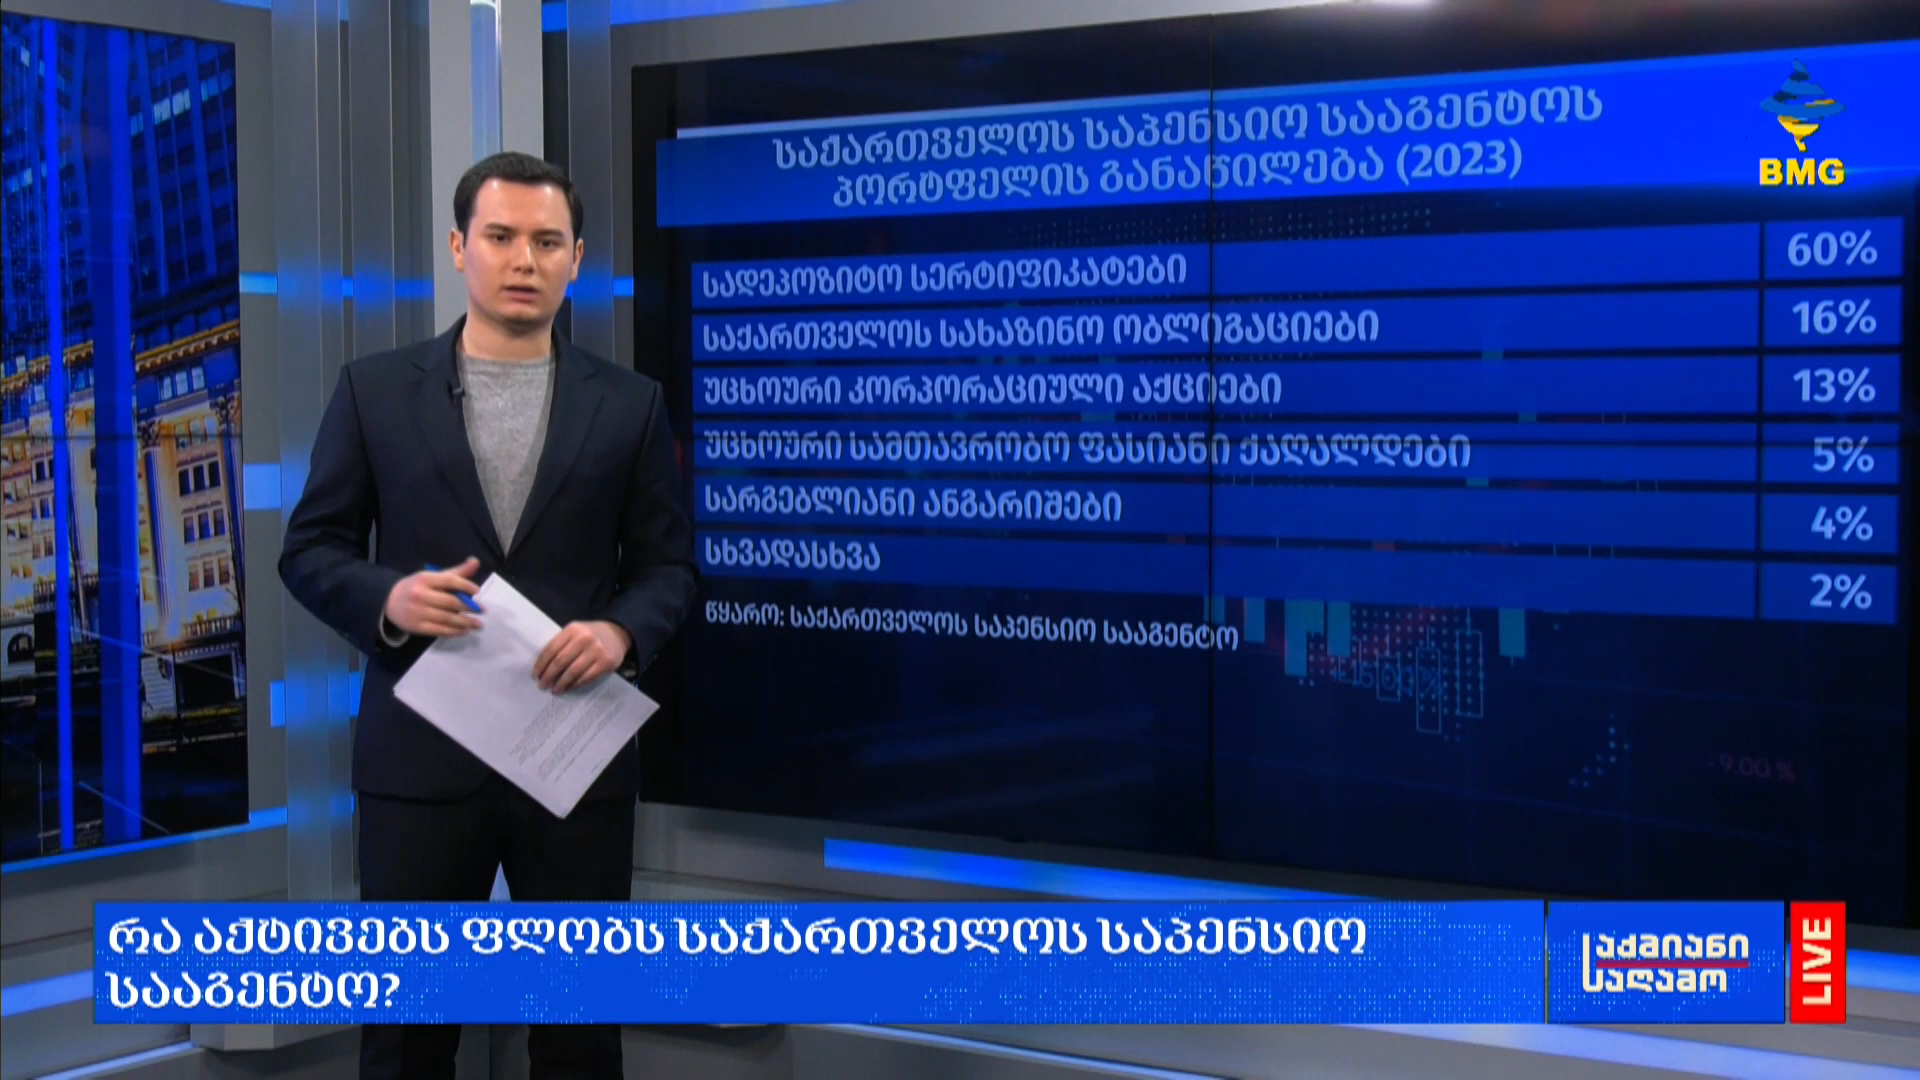 საქართველოს საპენსიო სააგენტოს
პორტფელის განაწილება (2023)
BMG
სადეპოზიტო სერტიფიკატები 60%
საქართველოს სახაზინო ობლიგაციები 16%
უცხოური კორპორაციული აქციები 13%
უცხოური სამთავრობო ფასიანი ქაღალდები 5%
სარგებლიანი ანგარიშები 4%
სხვადასხვა 2%
წყარო: საქართველოს საპენსიო სააგენტო
-9.00 %
რა აქტივებს ფლობს საქართველოს საპენსიო
სააგენტო?
საქმიანი
საღამო
LIVE